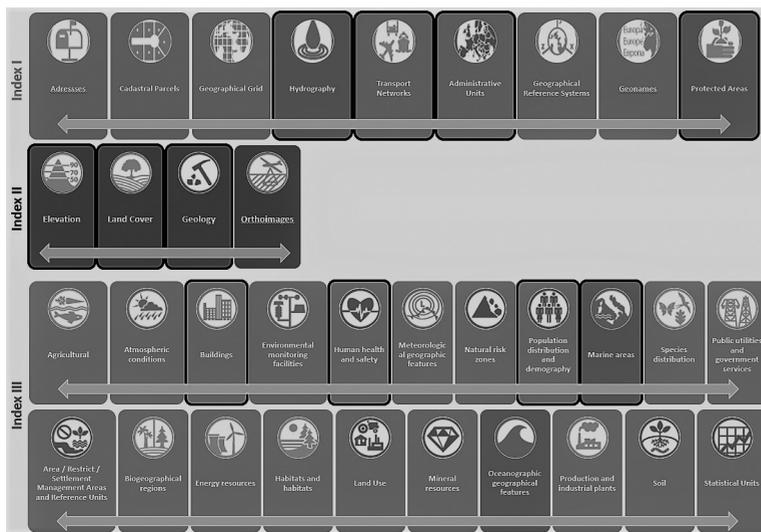 Index I
Adresses
Cadastral Parcels
Geographical Grid
Hydrography
Transport
Networks
Administrative
Units
Geographical
Reference Systems
Geonames
Protected Areas
Index II
Elevation
90
70
50
Land Cover
Geology
Orthoimages
Index III
Agricultural
Atmospheric
conditions
Buildings
Environmental
monitoring
facilities
Human health
and safety
Meteorologic
al geographic
features
Natural risk
zones
Population
distribution
and
demography
Marine areas
Species
distribution
Public utilities
and
government
services
Area / Restrict /
Settlement
Management Areas
and Reference Units
Biogeographical
regions
Energy resources
Habitats and
habitats
Land Use
Mineral
resources
Oceanographic
geographical
features
Production and
industrial plants
Soil
Statistical Units